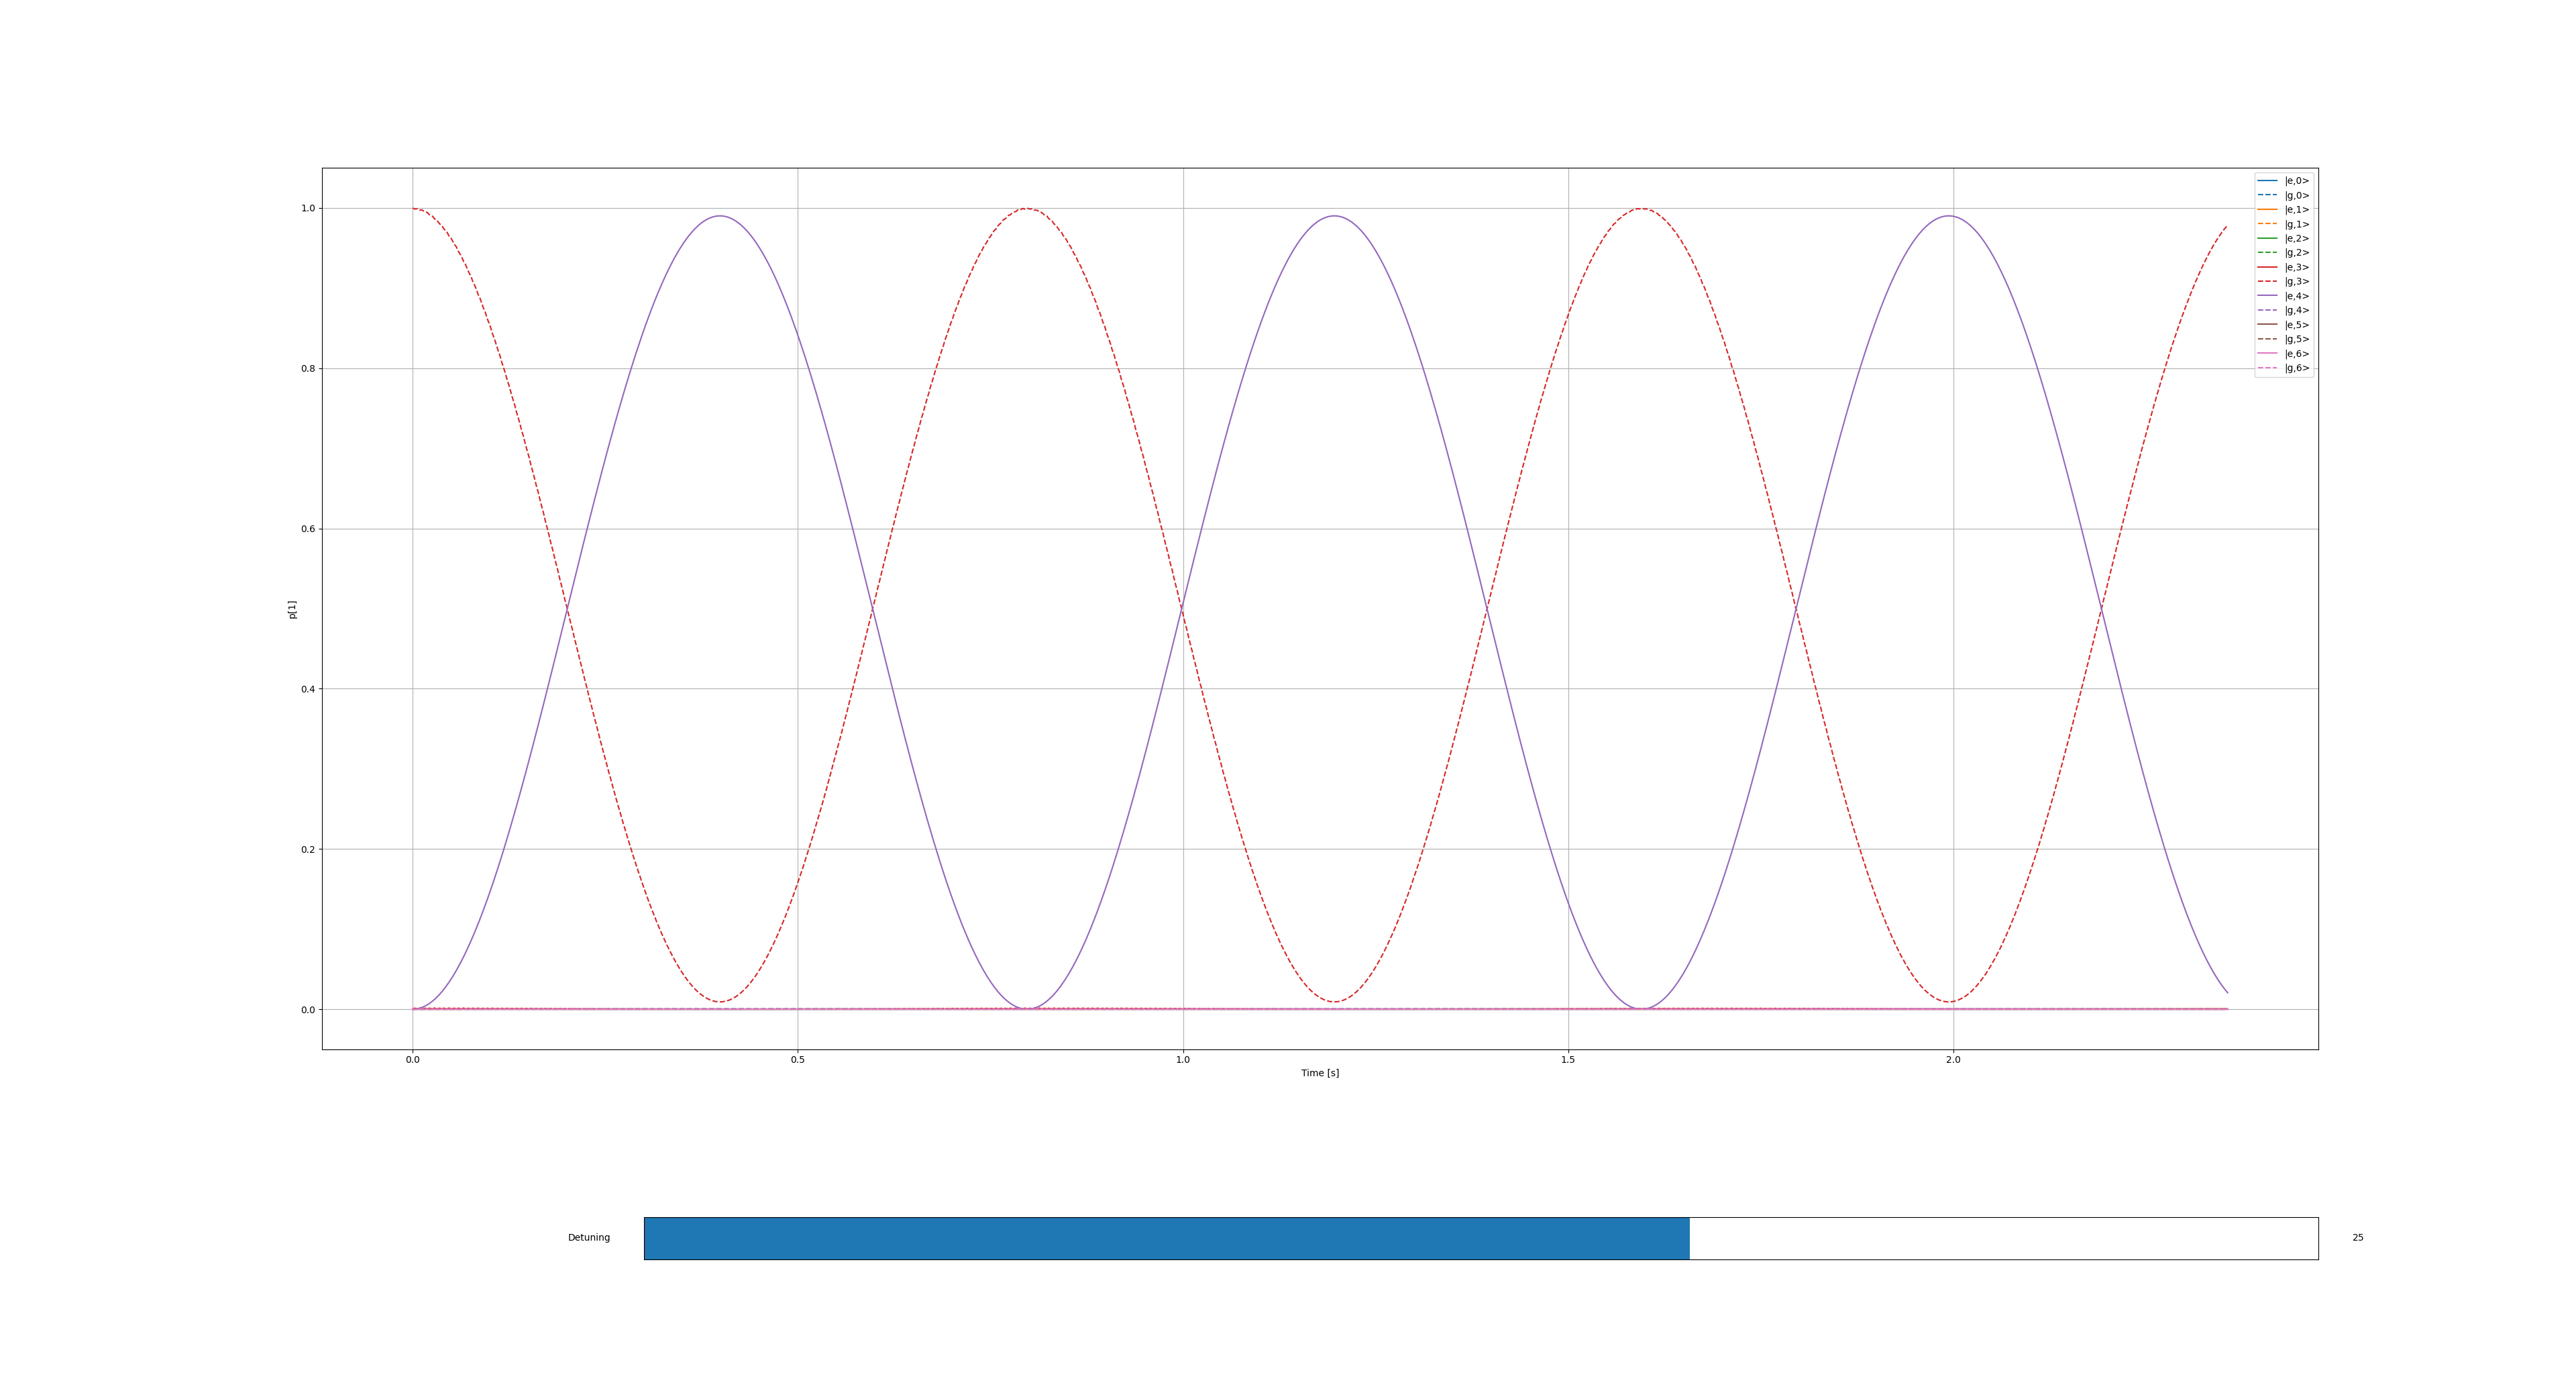 1.0
0.8
0.6
0.4
0.2
0.0
p[1]
|e,0>
|g,0>
|e,1>
|g,1>
|e,2>
|g,2>
|e,3>
|g,3>
|e,4>
|g,4>
|e,5>
|g,5>
|e,6>
|g,6>
0.0 0.5 1.0 1.5 2.0
Time [s]
Detuning 25